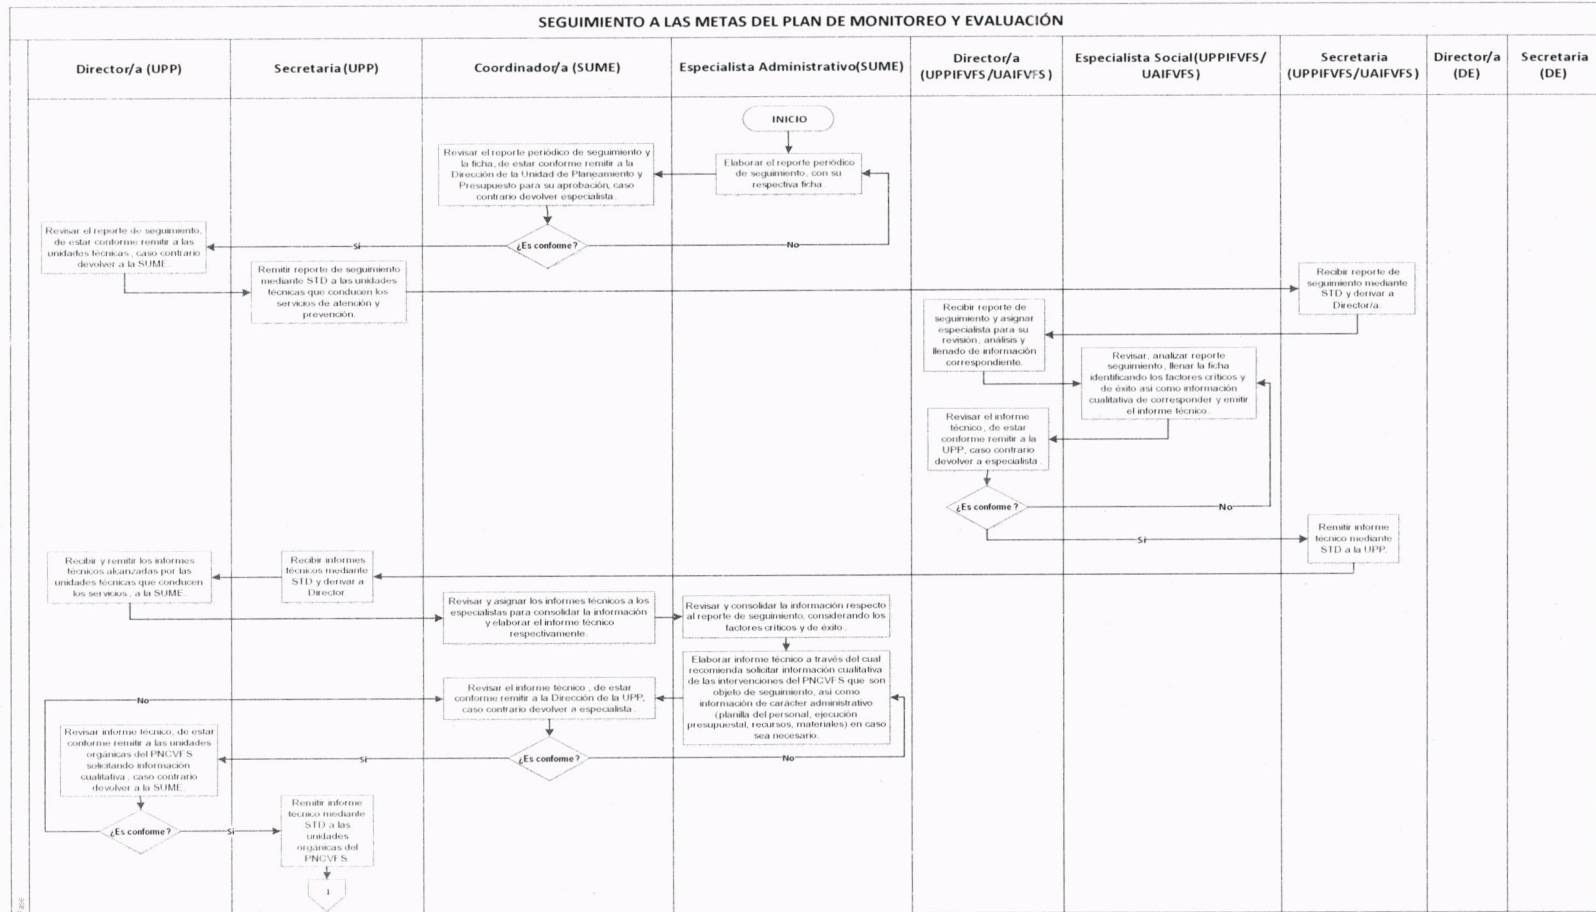 SEGUIMIENTO A LAS METAS DEL PLAN DE MONITOREO Y EVALUACIÓN
Director/a (UPP)
Secretaria (UPP)
Coordinador/a (SUME)
Especialista Administrativo(SUME)
Director/a
(UPPIFVFS/UAIFVFS)
Especialista Social(UPPIFVFS/
UAIFVFS)
Secretaria
(UPPIFVFS/UAIFVFS)
Director/a
(DE)
Secretaria
(DE)
INICIO
Elaborar el reporte periódico
de seguimiento, con su
respectiva ficha.
Revisar el reporte periódico de seguimiento y
la ficha, de estar conforme remitir a la
Dirección de la Unidad de Planeamiento y
Presupuesto para su aprobación, caso
contrario devolver especialista.
¿Es conforme?
Sí
No
Revisar el reporte de seguimiento,
de estar conforme remitir a las
unidades técnicas, caso contrario
devolver a la SUME.
Remitir reporte de seguimiento
mediante STD a las unidades
técnicas que conducen los
servicios de atención y
prevención.
Recibir reporte de
seguimiento mediante
STD y derivar a
Director/a.
Recibir reporte de
seguimiento y asignar
especialista para su
revisión, análisis y
llenado de información
correspondiente.
Revisar, analizar reporte
seguimiento, llenar la ficha
identificando los factores críticos y
de éxito así como información
cualitativa de corresponder y emitir
el informe técnico.
Revisar el informe
técnico, de estar
conforme remitir a la
UPP, caso contrario
devolver a especialista.
¿Es conforme?
No
Sí
Remitir informe
técnico mediante
STD a la UPP.
Recibir informes
técnicos mediante
STD y derivar a
Director.
Recibir y remitir los informes
técnicos alcanzadas por las
unidades técnicas que conducen
los servicios, a la SUME.
Revisar y asignar los informes técnicos a los
especialistas para consolidar la información
y elaborar el informe técnico
respectivamente.
Revisar y consolidar la información respecto
al reporte de seguimiento, considerando los
factores críticos y de éxito.
Elaborar informe técnico a través del cual
recomienda solicitar información cualitativa
de las intervenciones del PNCVFS que son
objeto de seguimiento, así como
información de carácter administrativo
(planilla del personal, ejecución
presupuestal, recursos, materiales) en caso
sea necesario.
Revisar el informe técnico, de estar
conforme remitir a la Dirección de la UPP,
caso contrario devolver a especialista.
¿Es conforme?
Sí
No
Revisar informe técnico, de estar
conforme remitir a las unidades
orgánicas del PNCVFS
solicitando información
cualitativa, caso contrario
devolver a la SUME.
¿Es conforme?
No
Sí
Remitir informe
técnico mediante
STD a las
unidades
orgánicas del
PNCVFS.
1
Fase